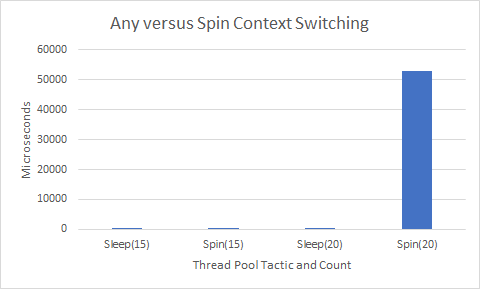 Any versus Spin Context Switching
60000
50000
40000
30000
20000
10000
0
Microseconds
Sleep(15) Spin(15) Sleep(20) Spin(20)
Thread Pool Tactic and Count